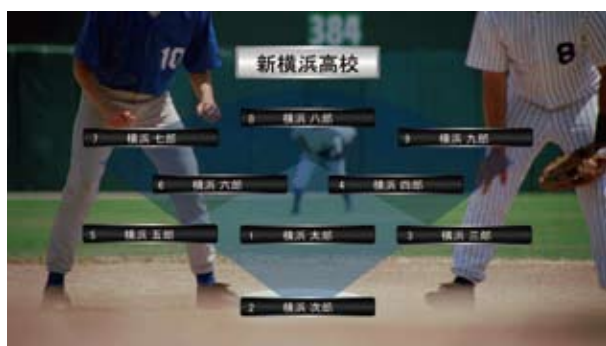 384
10
8
新横浜高校
8 横浜 八郎
7 横浜 七郎
9 横浜 九郎
6 横浜 六郎
4 横浜 四郎
5 横浜 五郎
1 横浜 太郎
3 横浜 三郎
2 横浜 次郎